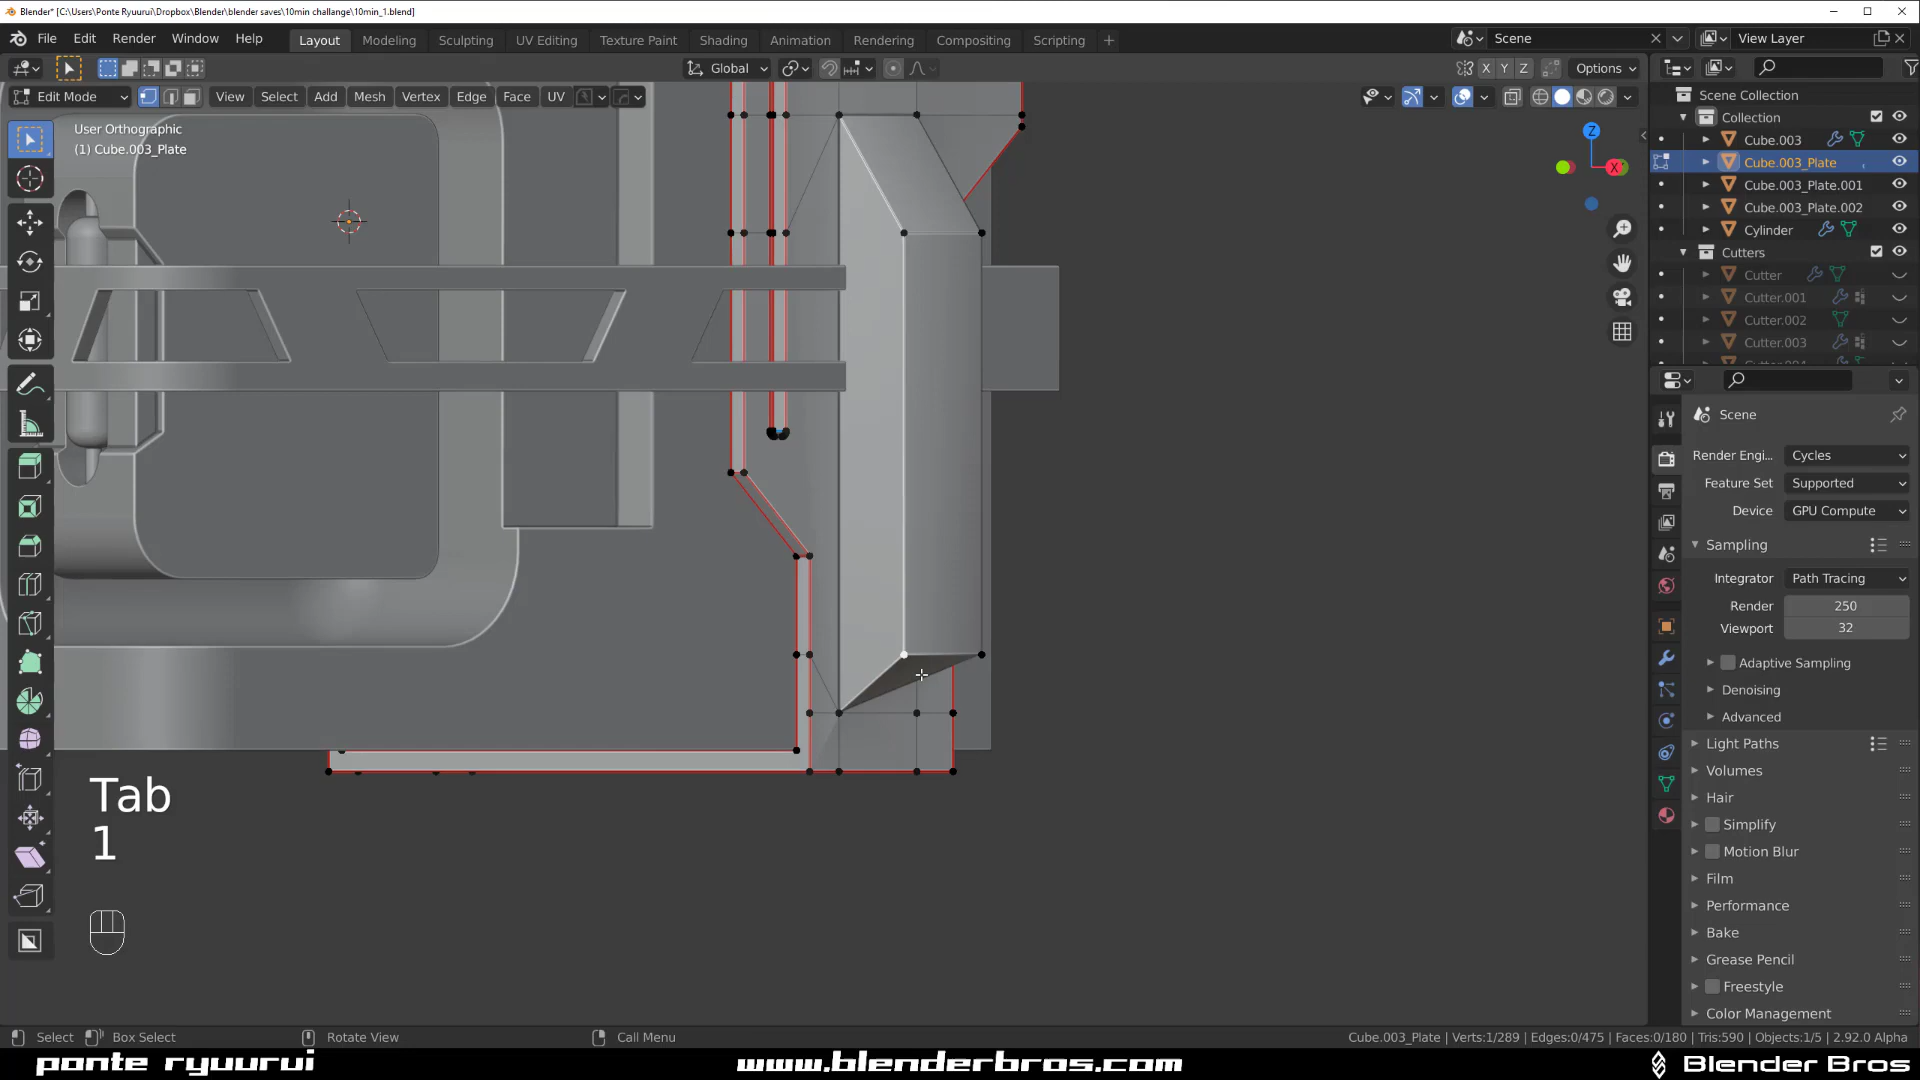 Blender* [C:\Users\Ponte Ryuurui\Dropbox\Blender\blender saves\10min challange\10min_1.blend]
File Edit Render Window Help Layout Modeling Sculpting UV Editing Texture Paint Shading Animation Rendering Compositing Scripting + Scene View Layer
Global X Y Z Options
Edit Mode View Select Add Mesh Vertex Edge Face UV
User Orthographic
(1) Cube.003_Plate
Z
X
Scene Collection
Collection
Cube.003
Cube.003_Plate
Cube.003_Plate.001
Cube.003_Plate.002
Cylinder
Cutters
Cutter
Cutter.001
Cutter.002
Cutter.003
Scene
Render Engi... Cycles
Feature Set Supported
Device GPU Compute
Sampling
Integrator Path Tracing
Render 250
Viewport 32
Adaptive Sampling
Denoising
Advanced
Light Paths
Volumes
Hair
Simplify
Motion Blur
Film
Performance
Bake
Grease Pencil
Freestyle
Color Management
Tab
1
Select Box Select Rotate View Call Menu Cube.003_Plate | Verts:1/289 | Edges:0/475 | Faces:0/180 | Tris:590 | Objects:1/5 | 2.92.0 Alpha
ponte ryuurui www.blenderbros.com Blender Bros